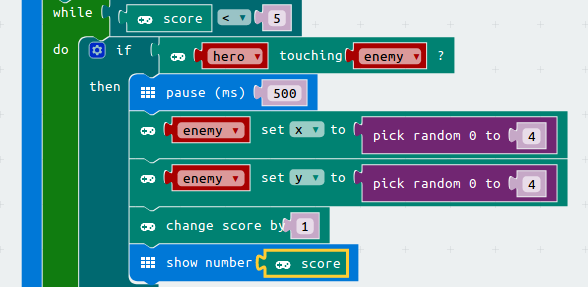 while score < 5
do if hero touching enemy ?
then pause (ms) 500
enemy set x to pick random 0 to 4
enemy set y to pick random 0 to 4
change score by 1
show number score